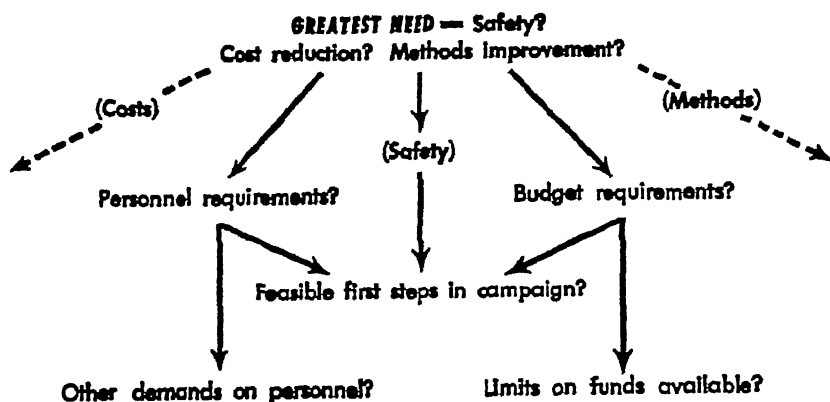 GREATEST NEED — Safety?
Cost reduction? Methods improvement?
(Costs)
(Methods)
(Safety)
Personnel requirements?
Budget requirements?
Feasible first steps in campaign?
Other demands on personnel?
Limits on funds available?